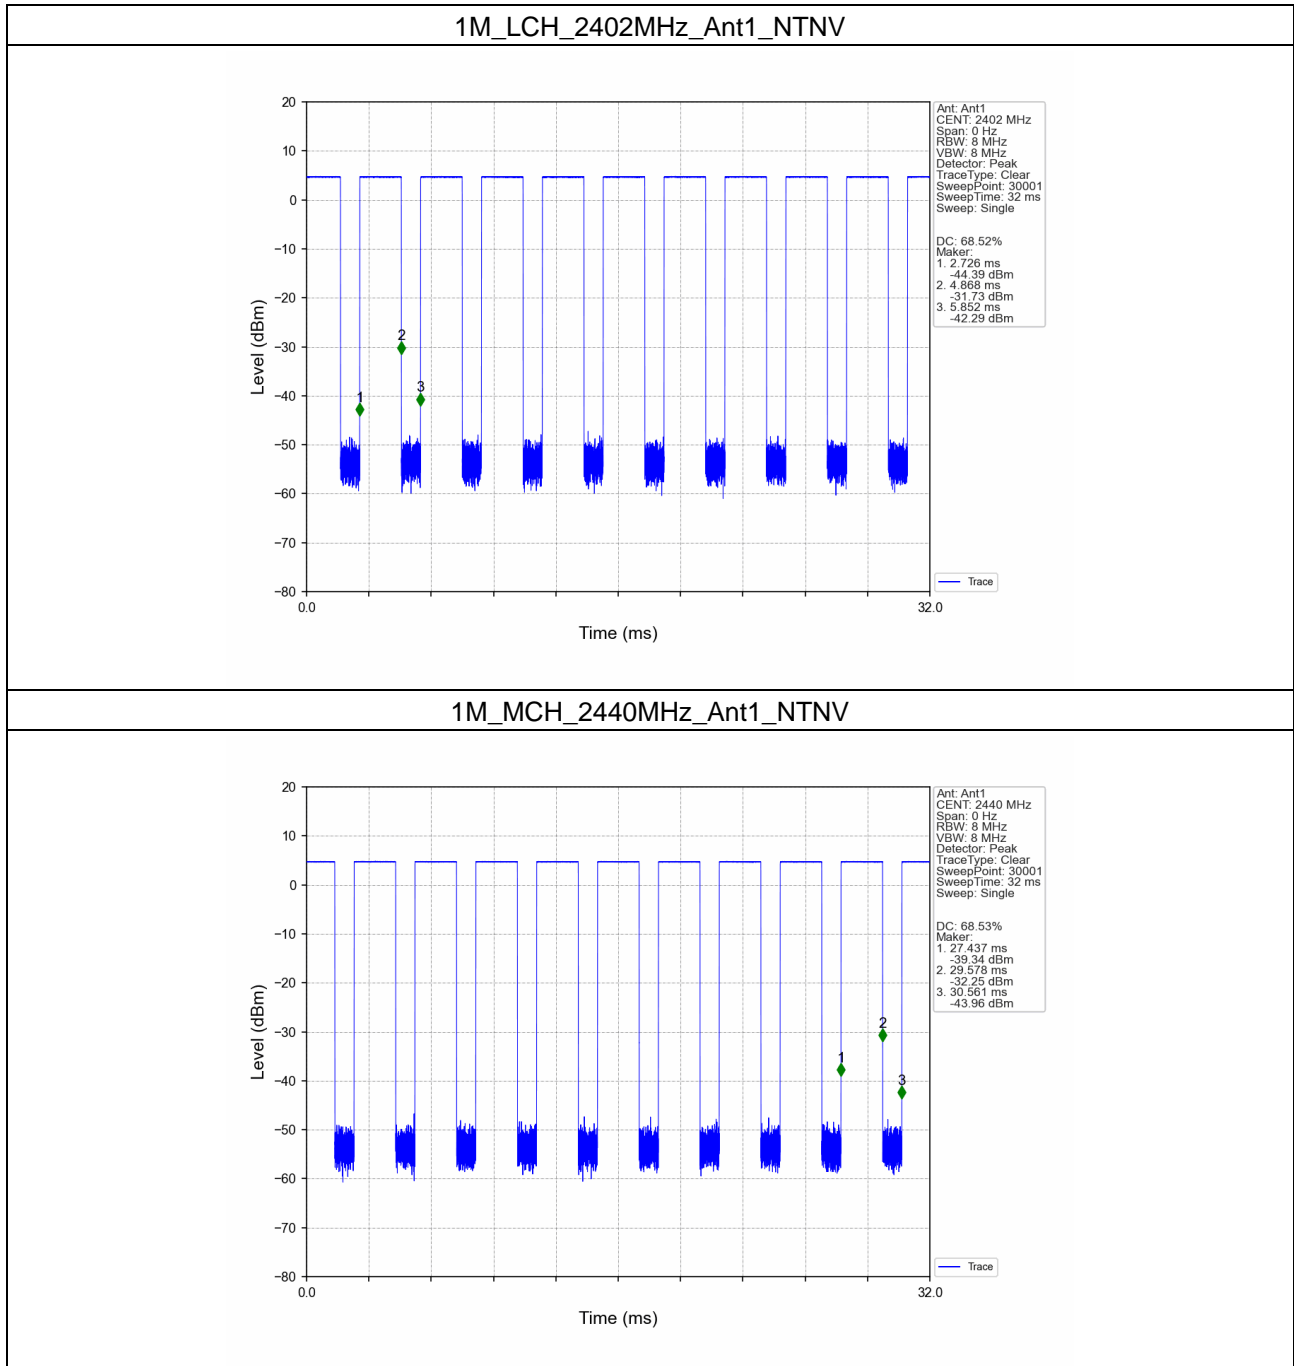 1M_LCH_2402MHz_Ant1_NTNV
20
10
0
−10
−20
−30
−40
−50
−60
−70
−80
Level (dBm)
0.0
32.0
Time (ms)
1
2
3
Ant: Ant1
CENT: 2402 MHz
Span: 0 Hz
RBW: 8 MHz
VBW: 8 MHz
Detector: Peak
TraceType: Clear
SweepPoint: 30001
SweepTime: 32 ms
Sweep: Single
DC: 68.52%
Maker:
1. 2.726 ms
-44.39 dBm
2. 4.868 ms
-31.73 dBm
3. 5.852 ms
-42.29 dBm
Trace
1M_MCH_2440MHz_Ant1_NTNV
20
10
0
−10
−20
−30
−40
−50
−60
−70
−80
Level (dBm)
0.0
32.0
Time (ms)
1
2
3
Ant: Ant1
CENT: 2440 MHz
Span: 0 Hz
RBW: 8 MHz
VBW: 8 MHz
Detector: Peak
TraceType: Clear
SweepPoint: 30001
SweepTime: 32 ms
Sweep: Single
DC: 68.53%
Maker:
1. 27.437 ms
-39.34 dBm
2. 29.578 ms
-32.25 dBm
3. 30.561 ms
-43.96 dBm
Trace